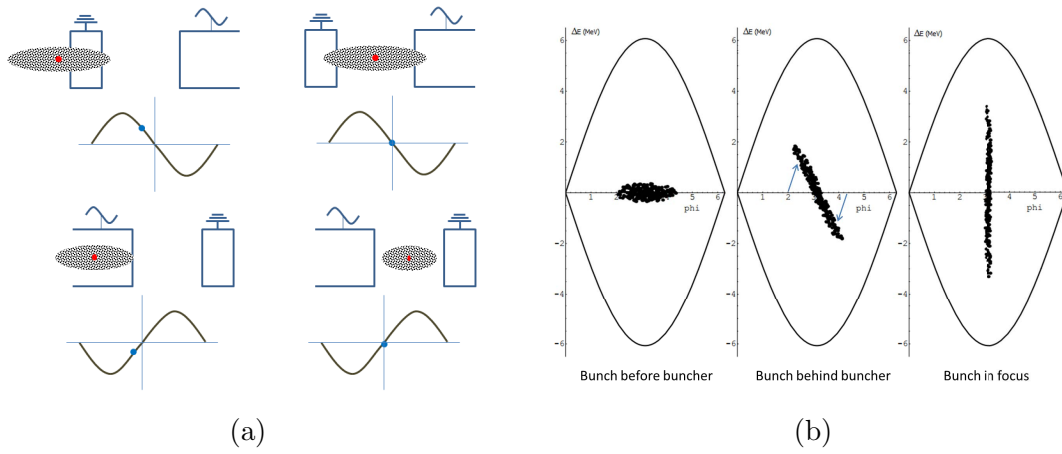 ΔE (MeV)
6
4
2
-2
-4
-6
1 2 3 4 5 6
phi
Bunch before buncher
ΔE (MeV)
6
4
2
-2
-4
-6
1 2 3 4 5 6
phi
Bunch behind buncher
ΔE (MeV)
6
4
2
-2
-4
-6
1 2 3 4 5 6
phi
Bunch in focus
(a)
(b)